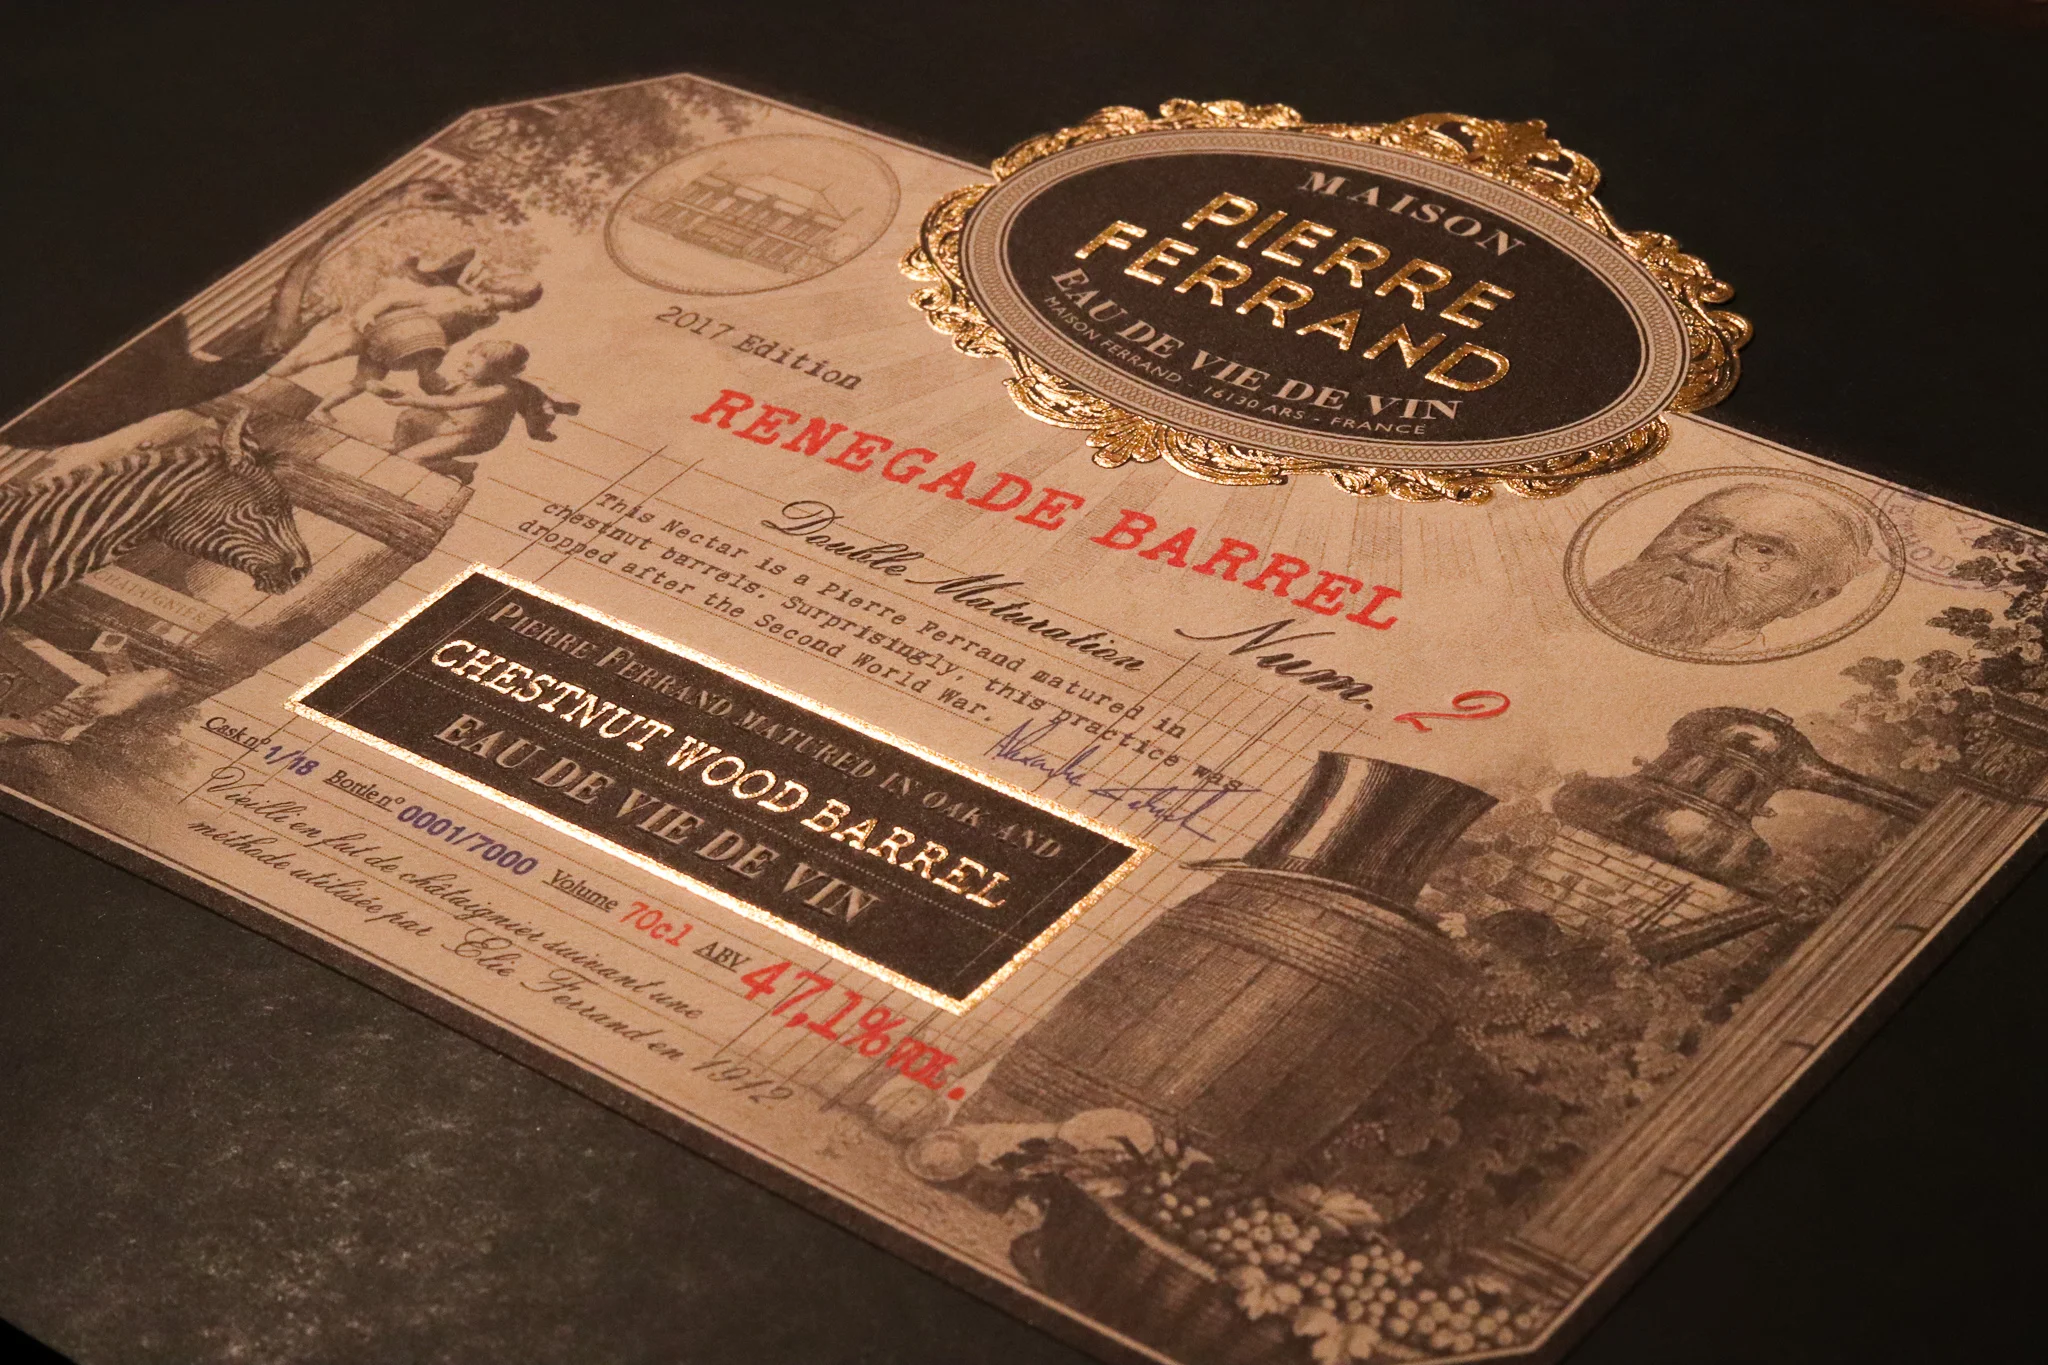 MAISON
PIERRE
FERRAND
EAU DE VIE DE VIN
MAISON FERRAND - 16130 ARS - FRANCE
2017 Edition
RENEGADE BARREL
Double Maturation Num. 2
This Nectar is a Pierre Ferrand matured in
chestnut barrels. Surprisingly, this practice was
dropped after the Second World War.
PIERRE FERRAND MATURED IN OAK AND
CHESTNUT WOOD BARREL
EAU DE VIE DE VIN
CHATAIGNIER
Cask nº 1/18 Bottle nº 0001/7000 Volume 70cl ABV 47,1% VOL.
Vieilli en fut de châtaignier suivant une
méthode utilisée par Elie Ferrand en 1912